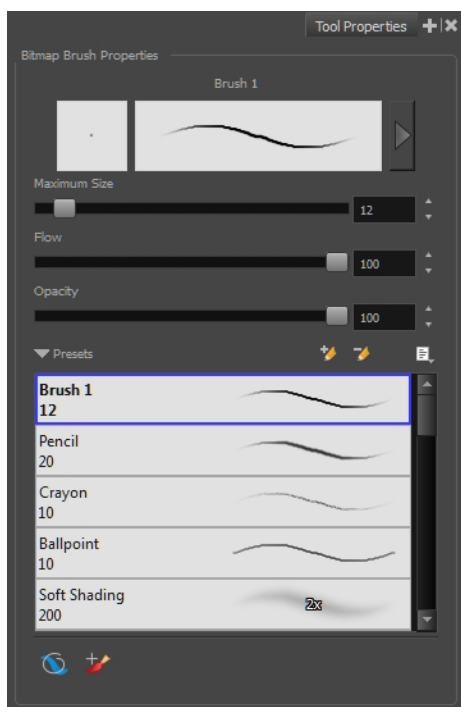 Tool Properties
Bitmap Brush Properties
Brush 1
Maximum Size
12
Flow
100
Opacity
100
Presets
Brush 1
12
Pencil
20
Crayon
10
Ballpoint
10
Soft Shading
200
2x